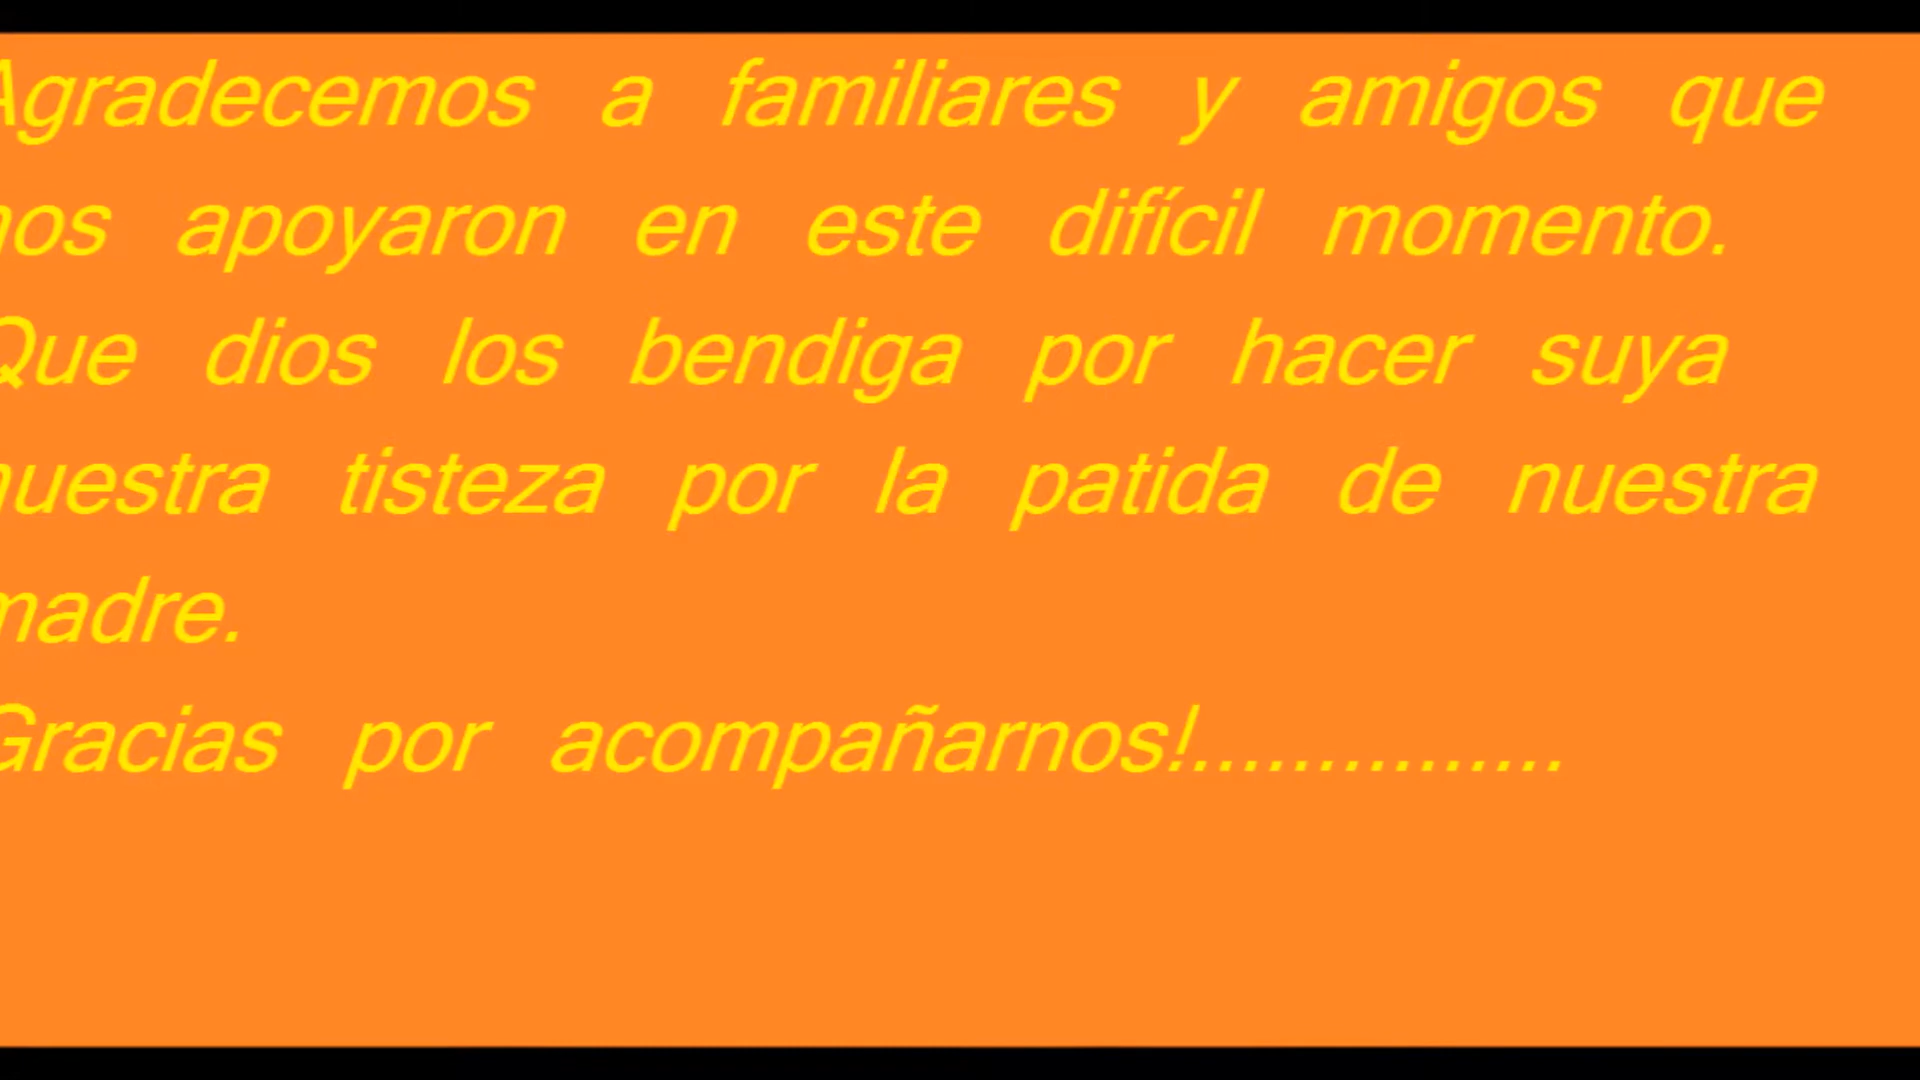 Agradecemos a familiares y amigos que
nos apoyaron en este difícil momento.
Que dios los bendiga por hacer suya
nuestra tisteza por la patida de nuestra
madre.
Gracias por acompañarnos!..............